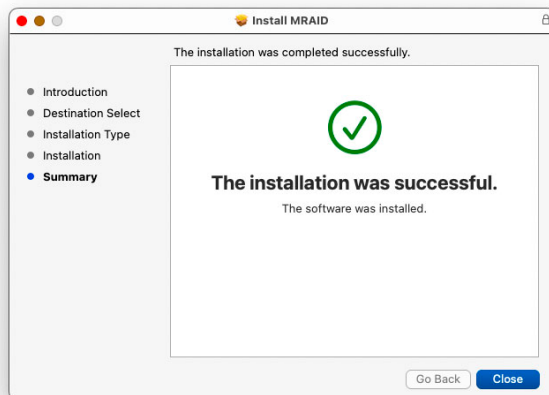 Install MRAID
The installation was completed successfully.
Introduction
Destination Select
Installation Type
Installation
Summary
The installation was successful.
The software was installed.
Go Back
Close